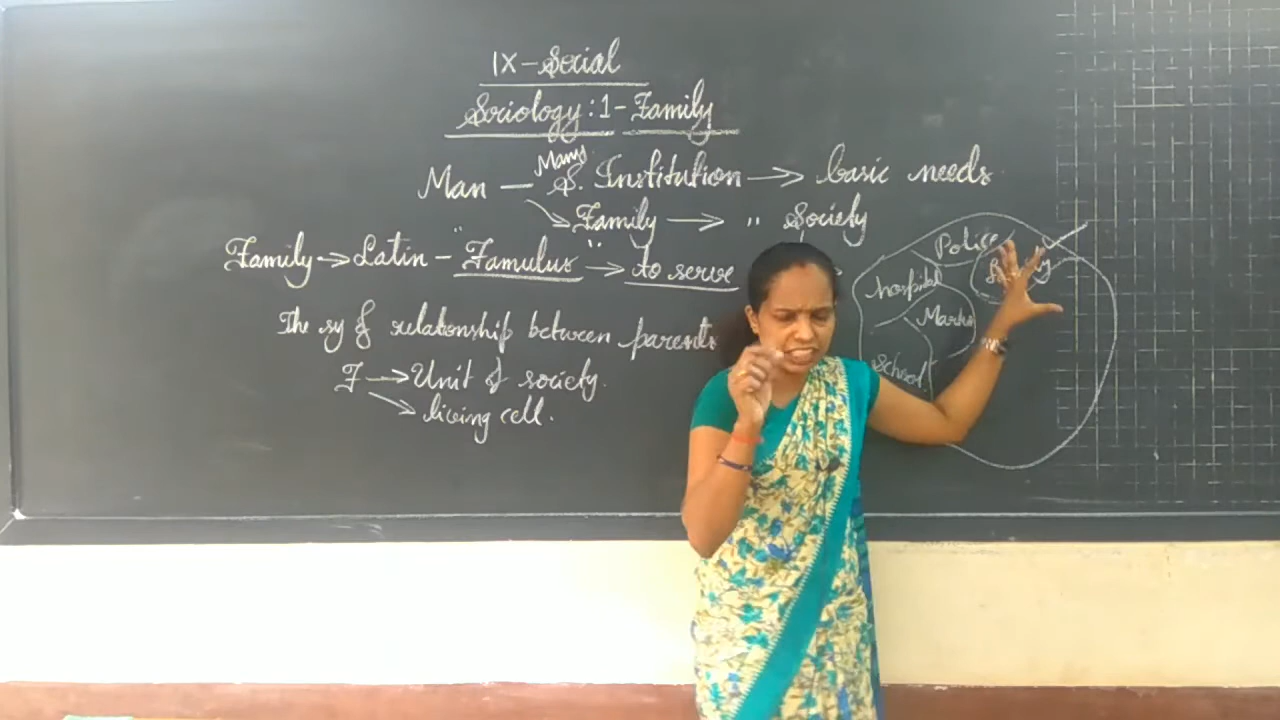 IX - Social
Sociology : 1 - Family
Many
Man — S. Institution → basic needs
→ Family → " Society
Family → Latin - "Famulus" → to serve
The sy of relationship between parents
F → Unit of society.
→ living cell.
Police
hospital
Market
School